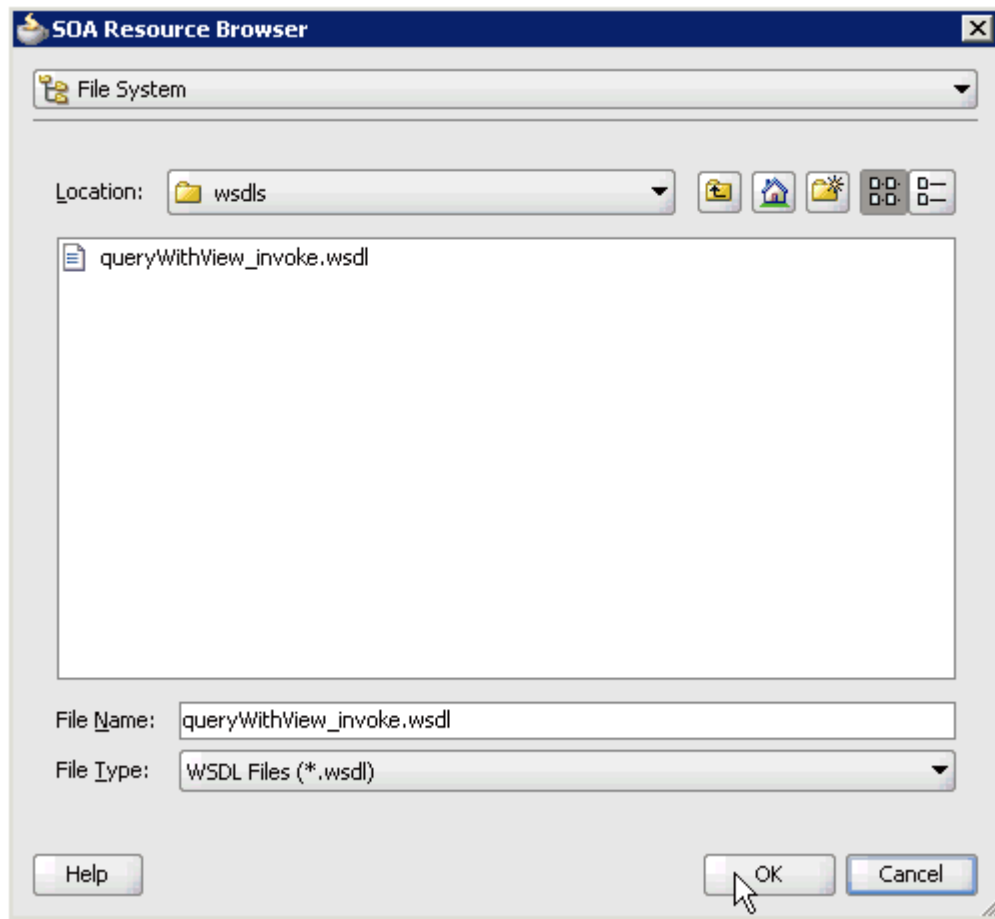 SOA Resource Browser
File System
Location: wsdls
queryWithView_invoke.wsdl
File Name: queryWithView_invoke.wsdl
File Type: WSDL Files (*.wsdl)
Help OK Cancel